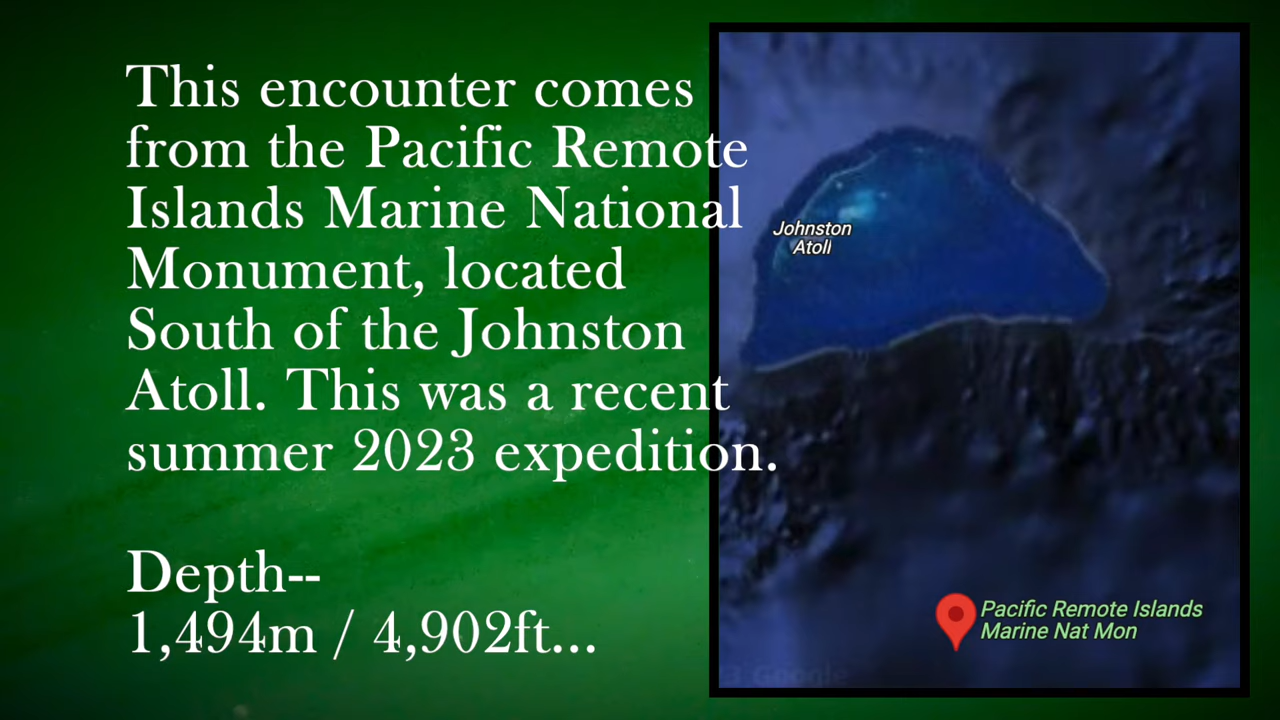 This encounter comes
from the Pacific Remote
Islands Marine National
Monument, located
South of the Johnston
Atoll. This was a recent
summer 2023 expedition.
Depth--
1,494m / 4,902ft...
Johnston
Atoll
Pacific Remote Islands
Marine Nat Mon
Google